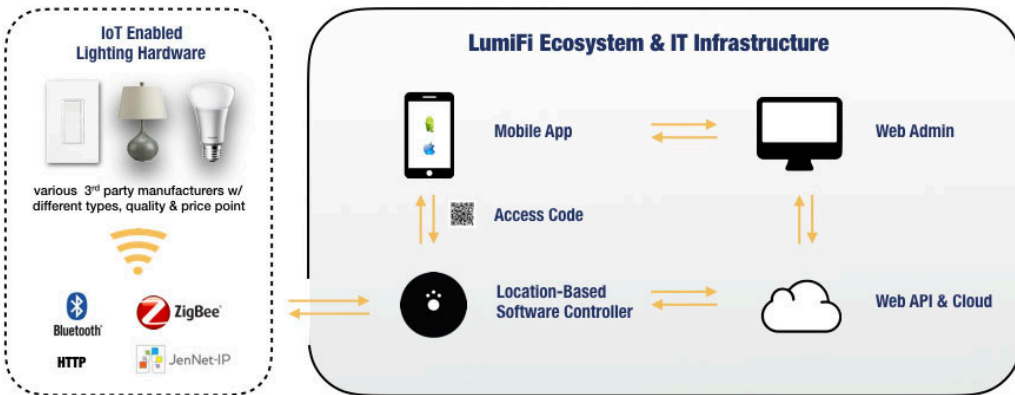 IoT Enabled
Lighting Hardware
various 3rd party manufacturers w/
different types, quality & price point
Bluetooth®
ZigBee®
HTTP
JenNet-IP
LumiFi Ecosystem & IT Infrastructure
Mobile App
Web Admin
Access Code
Location-Based
Software Controller
Web API & Cloud